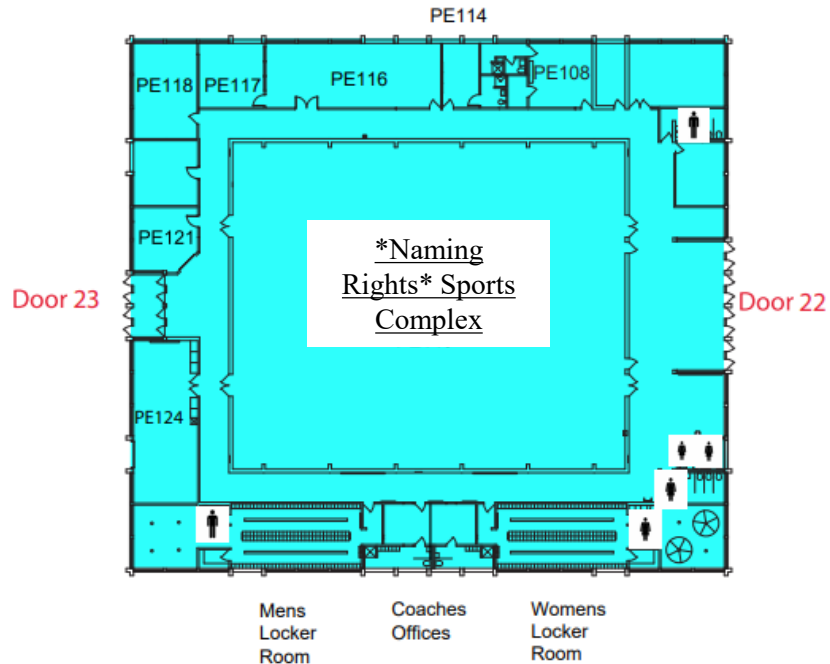 PE114
PE118
PE117
PE116
PE108
PE121
*Naming
Rights* Sports
Complex
Door 23
Door 22
PE124
Mens
Locker
Room
Coaches
Offices
Womens
Locker
Room